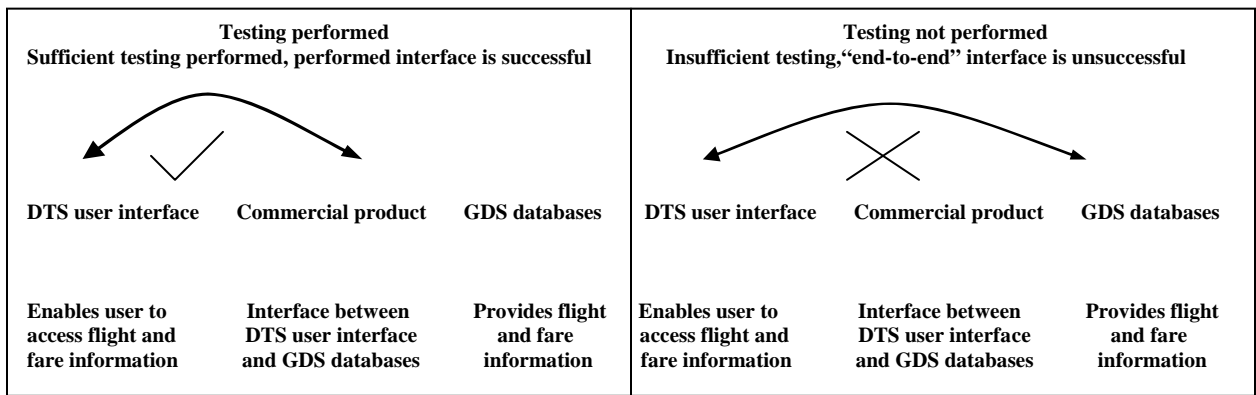 Testing performed
Sufficient testing performed, performed interface is successful
DTS user interface
Commercial product
GDS databases
Enables user to
access flight and
fare information
Interface between
DTS user interface
and GDS databases
Provides flight
and fare
information
Testing not performed
Insufficient testing,“end-to-end” interface is unsuccessful
DTS user interface
Commercial product
GDS databases
Enables user to
access flight and
fare information
Interface between
DTS user interface
and GDS databases
Provides flight
and fare
information